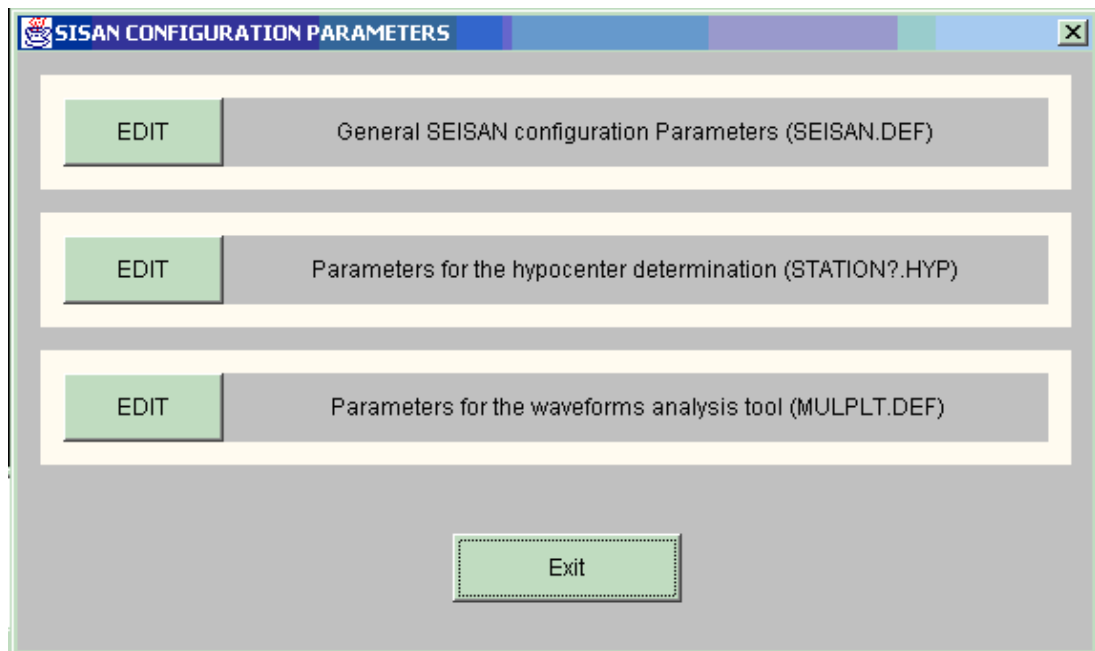 SISAN CONFIGURATION PARAMETERS
EDIT General SEISAN configuration Parameters (SEISAN.DEF)
EDIT Parameters for the hypocenter determination (STATION?.HYP)
EDIT Parameters for the waveforms analysis tool (MULPLT.DEF)
Exit